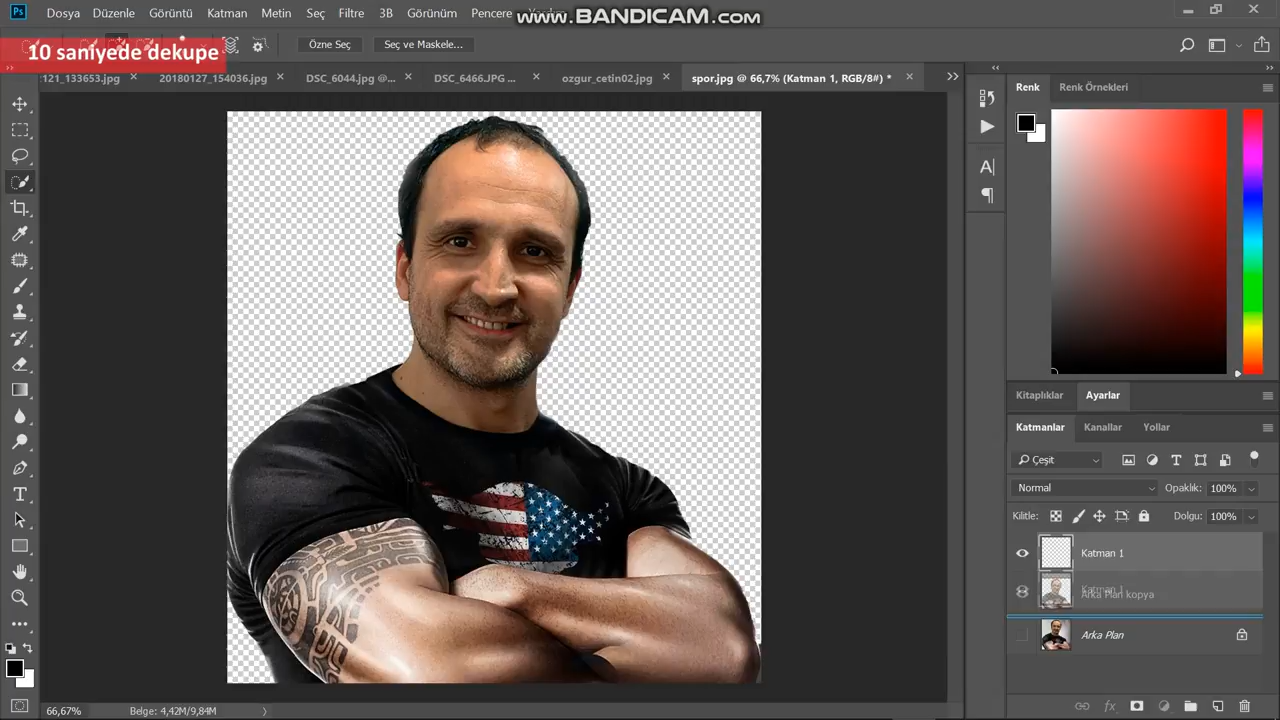 Ps Dosya Düzenle Görüntü Katman Metin Seç Filtre 3B Görünüm Pencere
www.BANDICAM.com
10 saniyede dekupe
Özne Seç
Seç ve Maskele...
121_133653.jpg
20180127_154036.jpg
DSC_6044.jpg @...
DSC_6466.JPG ...
ozgur_cetin02.jpg
spor.jpg @ 66,7% (Katman 1, RGB/8#) *
Renk
Renk Örnekleri
Kitaplıklar
Ayarlar
Katmanlar
Kanallar
Yollar
Çeşit
Normal
Opaklık: 100%
Kilitle:
Dolgu: 100%
Katman 1
Katman 1
Arka Plan kopya
Arka Plan
66,67%
Belge: 4,42M/9,84M